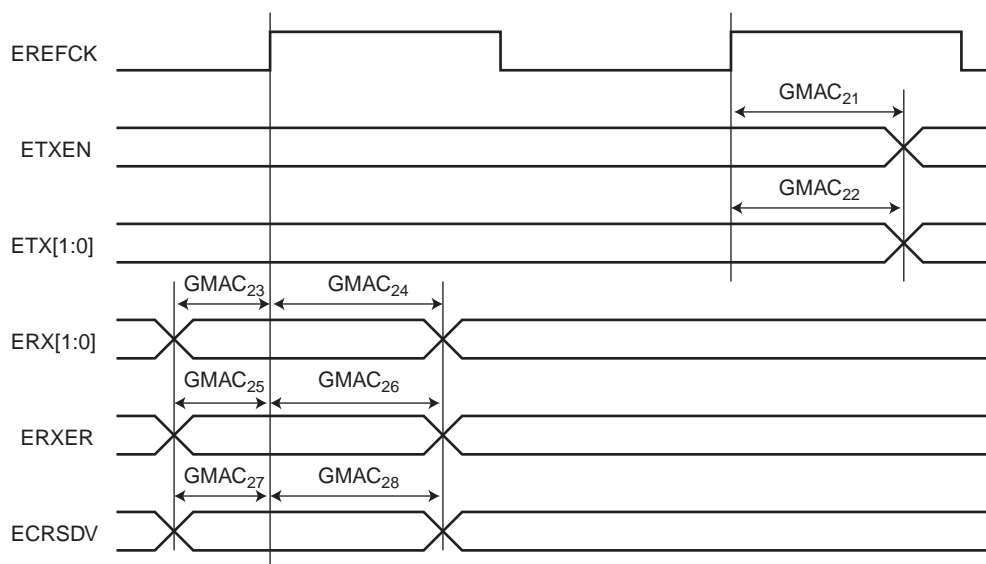 EREFCK
GMAC21
ETXEN
GMAC22
ETX[1:0]
GMAC23 GMAC24
ERX[1:0]
GMAC25 GMAC26
ERXER
GMAC27 GMAC28
ECRSDV